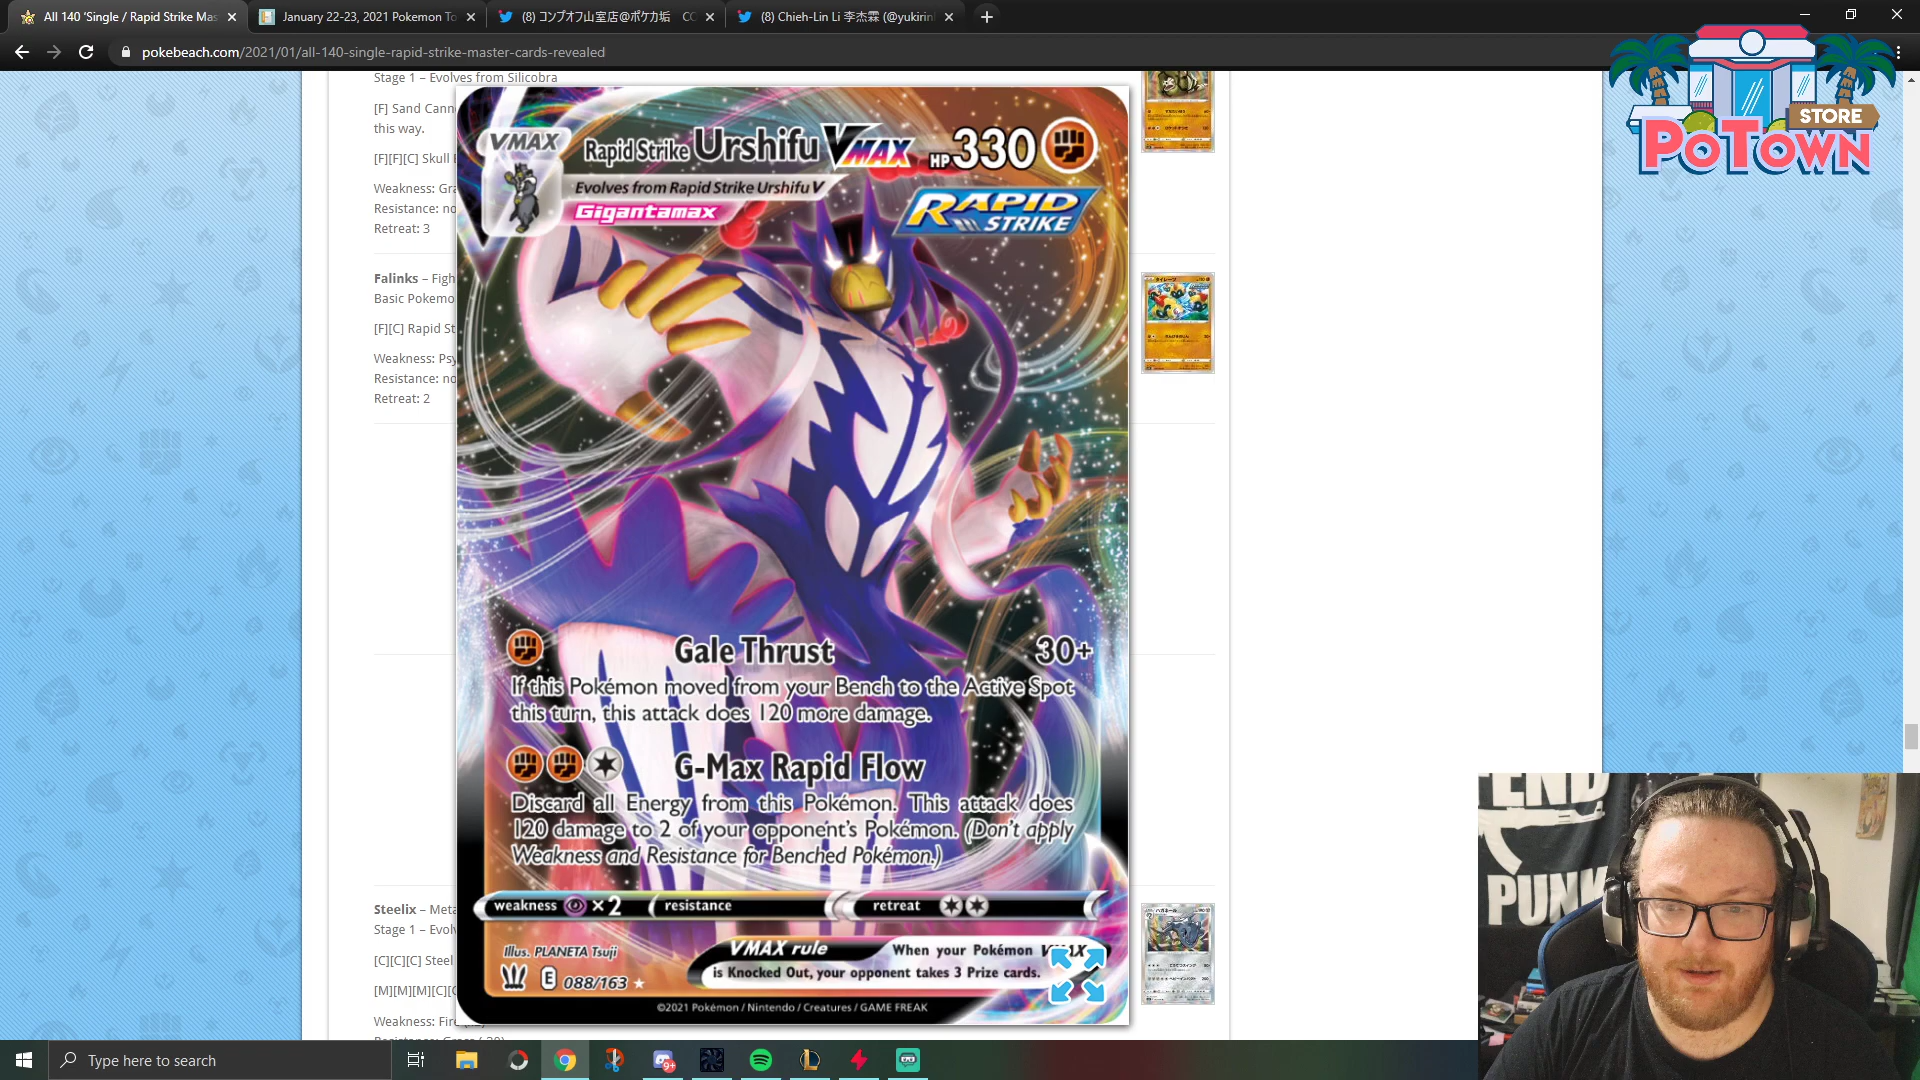 All 140 'Single / Rapid Strike Mas
January 22-23, 2021 Pokemon To
(8) コンプオフ山室店@ポケカ垢 CC
(8) Chieh-Lin Li 李杰霖 (@yukirin
pokebeach.com/2021/01/all-140-single-rapid-strike-master-cards-revealed
STORE
POTOWN
Stage 1 – Evolves from Silicobra
[F] Sand Cann
this way.
[F][F][C] Skull
Weakness: Gra
Resistance: no
Retreat: 3
Falinks – Figh
Basic Pokemo
[F][C] Rapid St
Weakness: Psy
Resistance: no
Retreat: 2
VMAX
Rapid Strike Urshifu VMAX HP 330
Evolves from Rapid Strike Urshifu V
Gigantamax
RAPID
STRIKE
Gale Thrust 30+
If this Pokémon moved from your Bench to the Active Spot
this turn, this attack does 120 more damage.
G-Max Rapid Flow
Discard all Energy from this Pokémon. This attack does
120 damage to 2 of your opponent's Pokémon. (Don't apply
Weakness and Resistance for Benched Pokémon.)
weakness ×2 resistance retreat
Illus. PLANETA Tsuji
VMAX rule When your Pokémon VMAX
is Knocked Out, your opponent takes 3 Prize cards.
E 088/163
©2021 Pokémon / Nintendo / Creatures / GAME FREAK
Steelix – Meta
Stage 1 – Evolv
[C][C][C] Steel
[M][M][M][C][C
Weakness: Fir
PUNK
Type here to search
9+